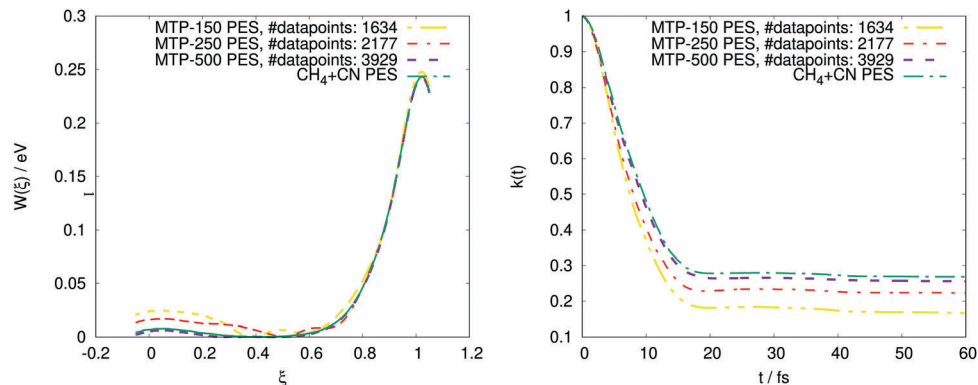 MTP-150 PES, #datapoints: 1634
MTP-250 PES, #datapoints: 2177
MTP-500 PES, #datapoints: 3929
CH4+CN PES
0.3
0.25
0.2
0.15
0.1
0.05
0
W(ξ) / eV
-0.2 0 0.2 0.4 0.6 0.8 1 1.2
ξ
MTP-150 PES, #datapoints: 1634
MTP-250 PES, #datapoints: 2177
MTP-500 PES, #datapoints: 3929
CH4+CN PES
1
0.9
0.8
0.7
0.6
0.5
0.4
0.3
0.2
0.1
k(t)
0 10 20 30 40 50 60
t / fs